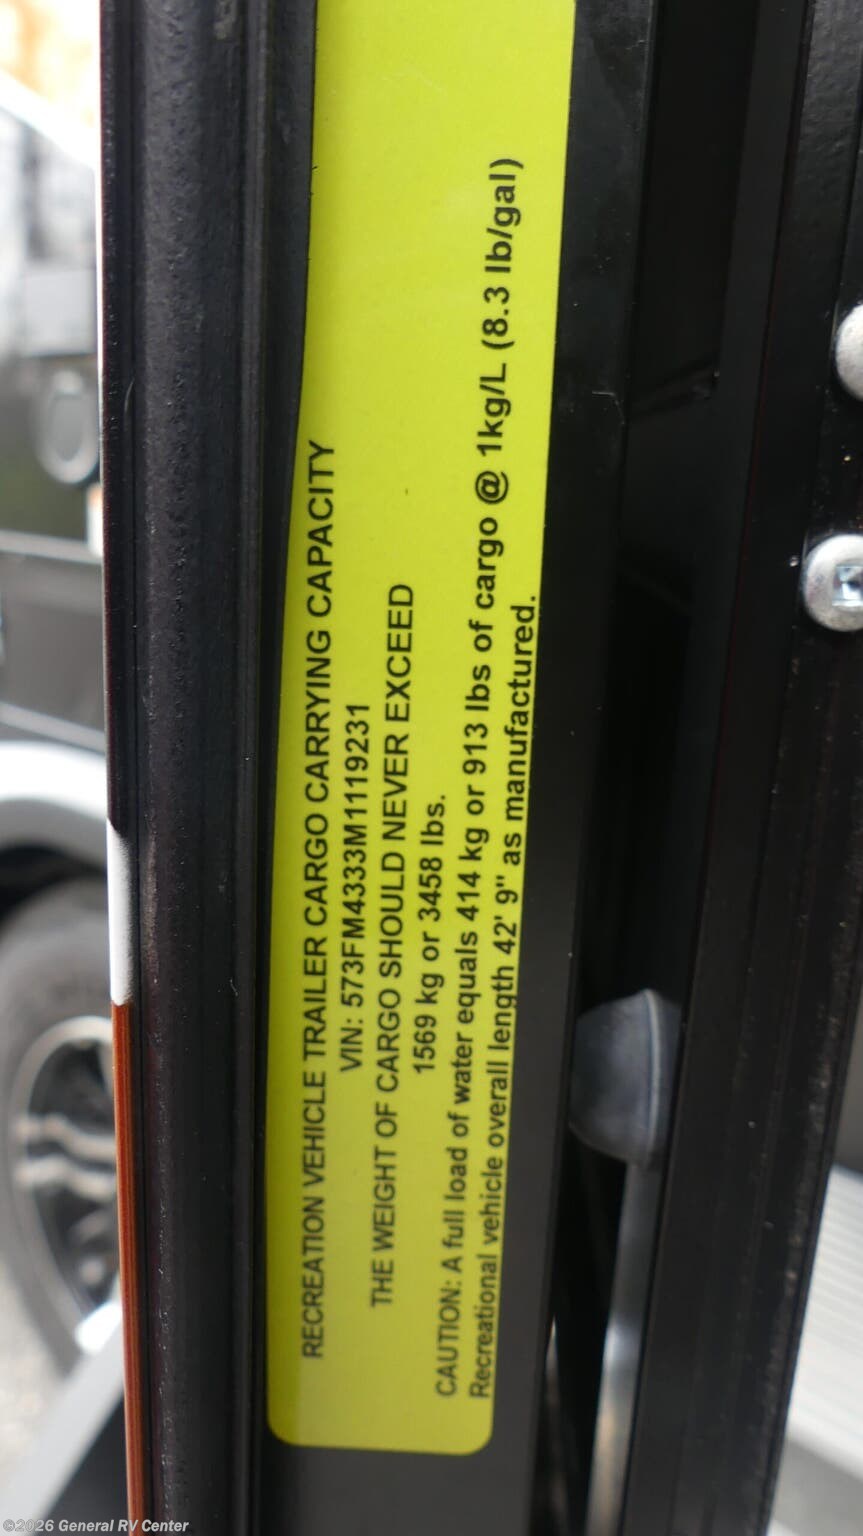 RECREATION VEHICLE TRAILER CARGO CARRYING CAPACITY
VIN: 573FM4333M1119231
THE WEIGHT OF CARGO SHOULD NEVER EXCEED
1569 kg or 3458 lbs.
CAUTION: A full load of water equals 414 kg or 913 lbs of cargo @ 1kg/L (8.3 lb/gal)
Recreational vehicle overall length 42' 9" as manufactured.
©2026 General RV Center